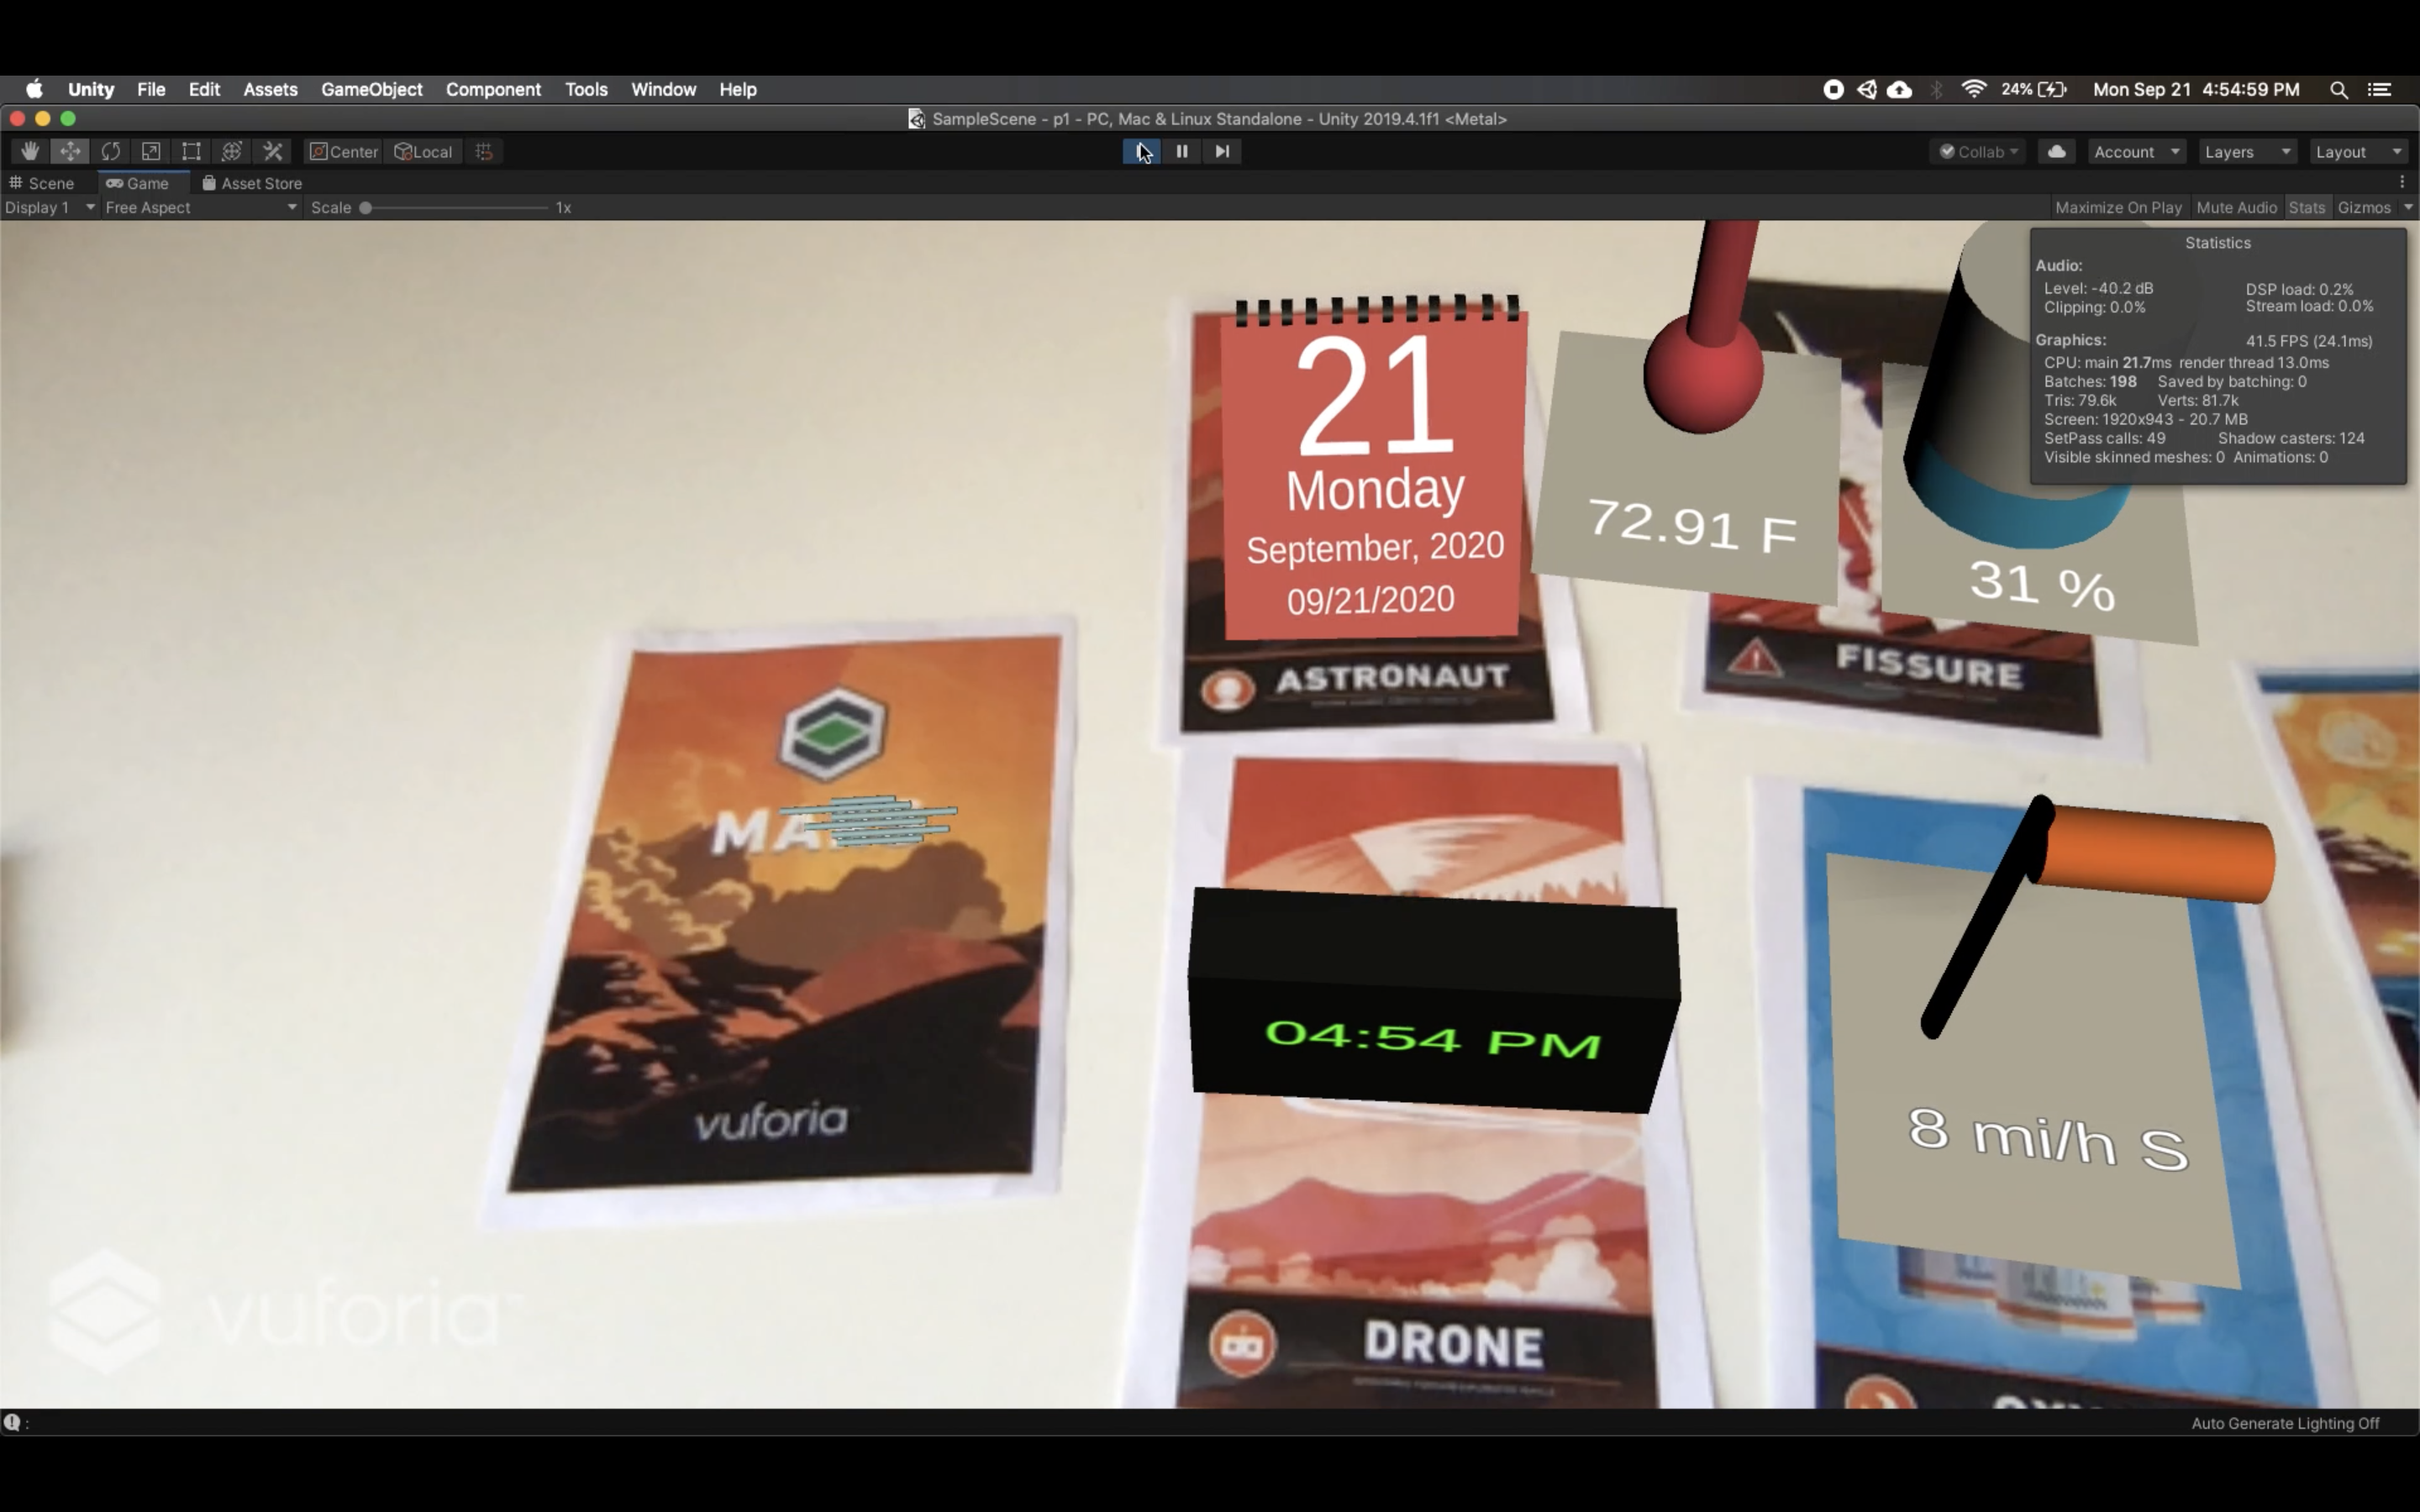 Unity File Edit Assets GameObject Component Tools Window Help 24% Mon Sep 21 4:54:59 PM
SampleScene - p1 - PC, Mac & Linux Standalone - Unity 2019.4.1f1 <Metal>
Center Local Collab Account Layers Layout
Scene Game Asset Store
Display 1 Free Aspect Scale 1x Maximize On Play Mute Audio Stats Gizmos
Statistics
Audio:
Level: -40.2 dB DSP load: 0.2%
Clipping: 0.0% Stream load: 0.0%
Graphics: 41.5 FPS (24.1ms)
CPU: main 21.7ms render thread 13.0ms
Batches: 198 Saved by batching: 0
Tris: 79.6k Verts: 81.7k
Screen: 1920x943 - 20.7 MB
SetPass calls: 49 Shadow casters: 124
Visible skinned meshes: 0 Animations: 0
21
Monday
September, 2020
09/21/2020
72.91 F
31 %
ASTRONAUT
FISSURE
vuforia
04:54 PM
8 mi/h S
DRONE
vuforia
Auto Generate Lighting Off